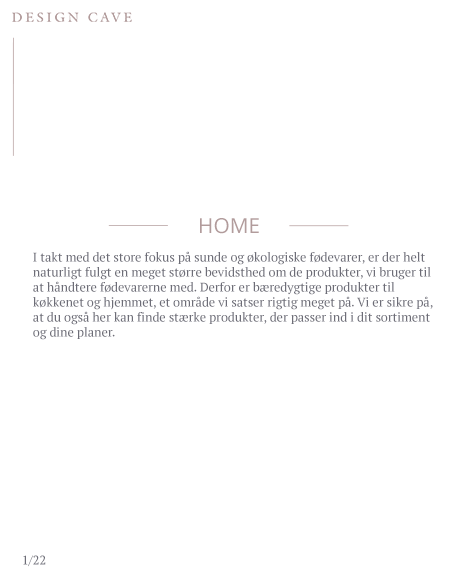 DESIGN CAVE
HOME
I takt med det store fokus på sunde og økologiske fødevarer, er der helt
naturligt fulgt en meget større bevidsthed om de produkter, vi bruger til
at håndtere fødevarerne med. Derfor er bæredygtige produkter til
køkkenet og hjemmet, et område vi satser rigtig meget på. Vi er sikre på,
at du også her kan finde stærke produkter, der passer ind i dit sortiment
og dine planer.
1/22